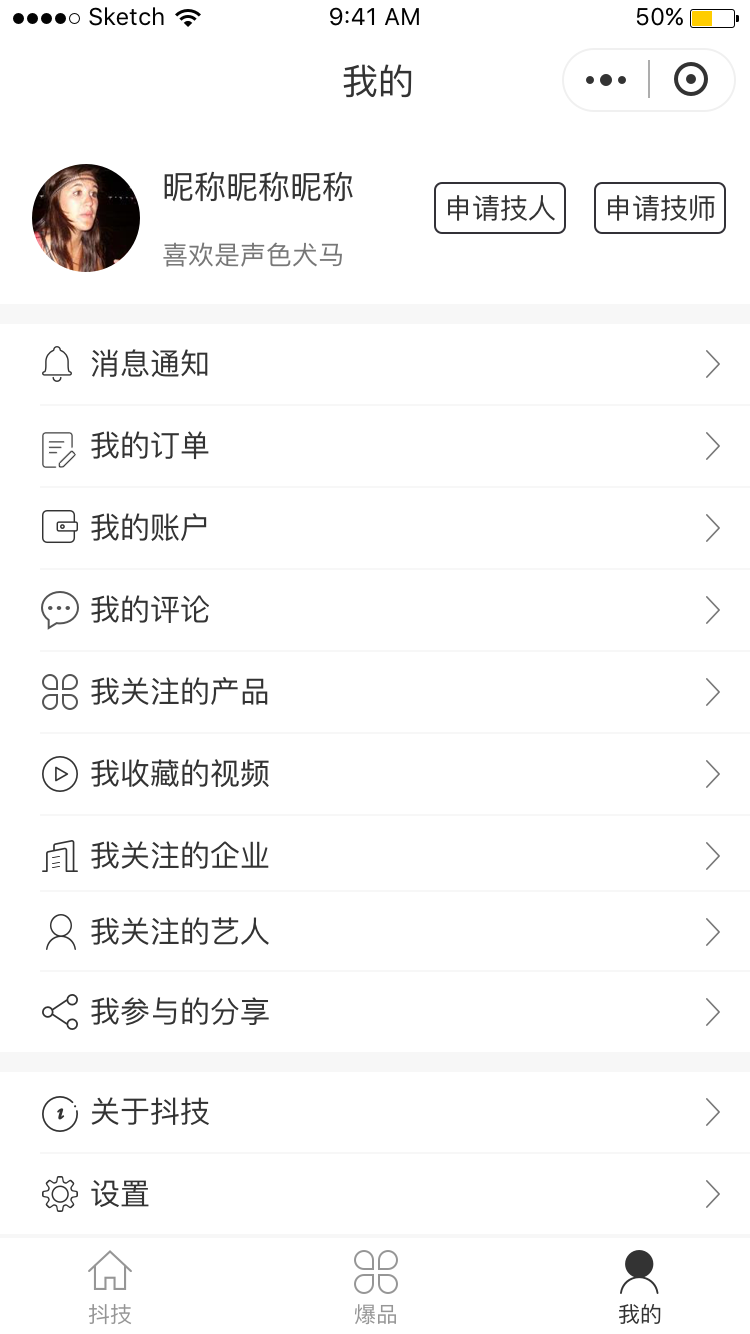 Sketch 9:41 AM 50%
我的
昵称昵称昵称
申请技人 申请技师
喜欢是声色犬马
消息通知
我的订单
我的账户
我的评论
我关注的产品
我收藏的视频
我关注的企业
我关注的艺人
我参与的分享
关于抖技
设置
抖技 爆品 我的